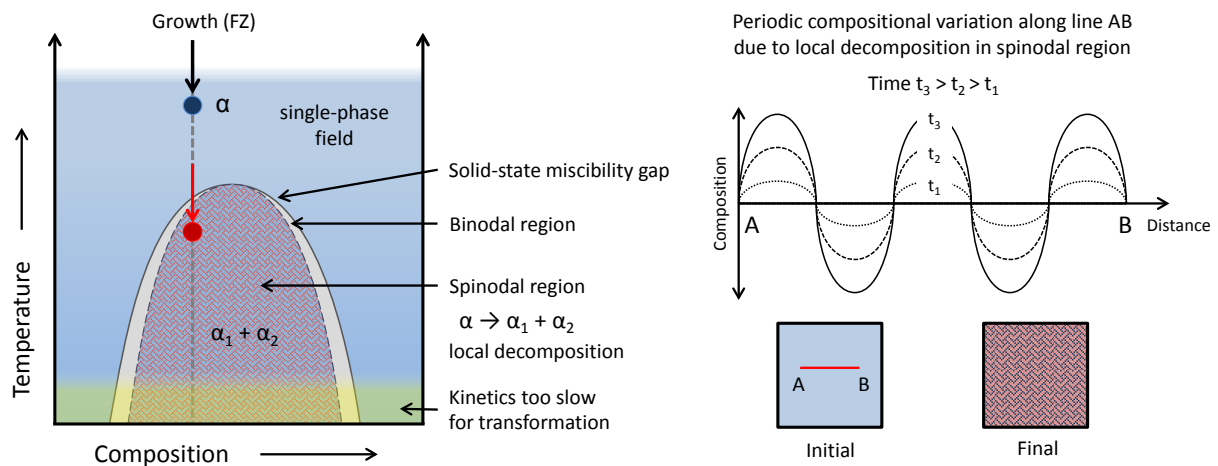 Growth (FZ)
α
single-phase
field
Solid-state miscibility gap
Binodal region
Spinodal region
α → α₁ + α₂
local decomposition
α₁ + α₂
Kinetics too slow
for transformation
Temperature
Composition
Periodic compositional variation along line AB
due to local decomposition in spinodal region
Time t₃ > t₂ > t₁
t₃
t₂
t₁
Composition
A
B
Distance
A
B
Initial
Final